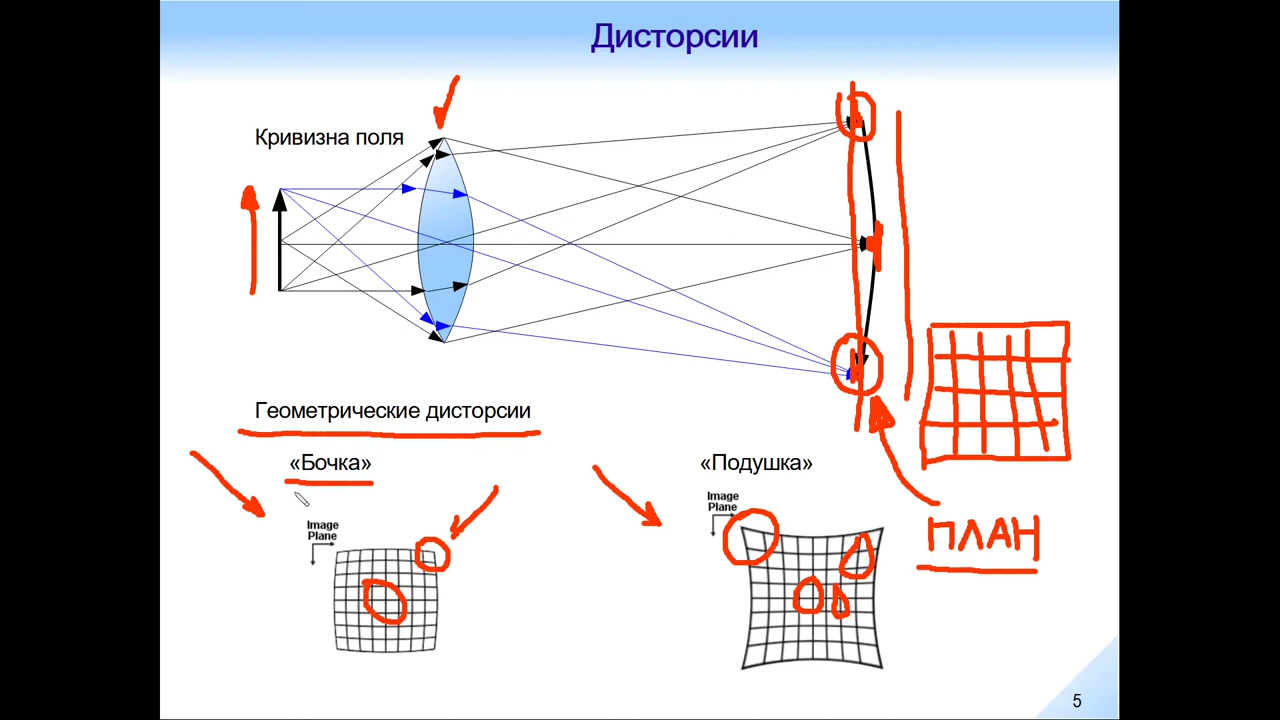 Дисторсии
Кривизна поля
Геометрические дисторсии
«Бочка»
«Подушка»
Image
Plane
Image
Plane
ПЛАН
5